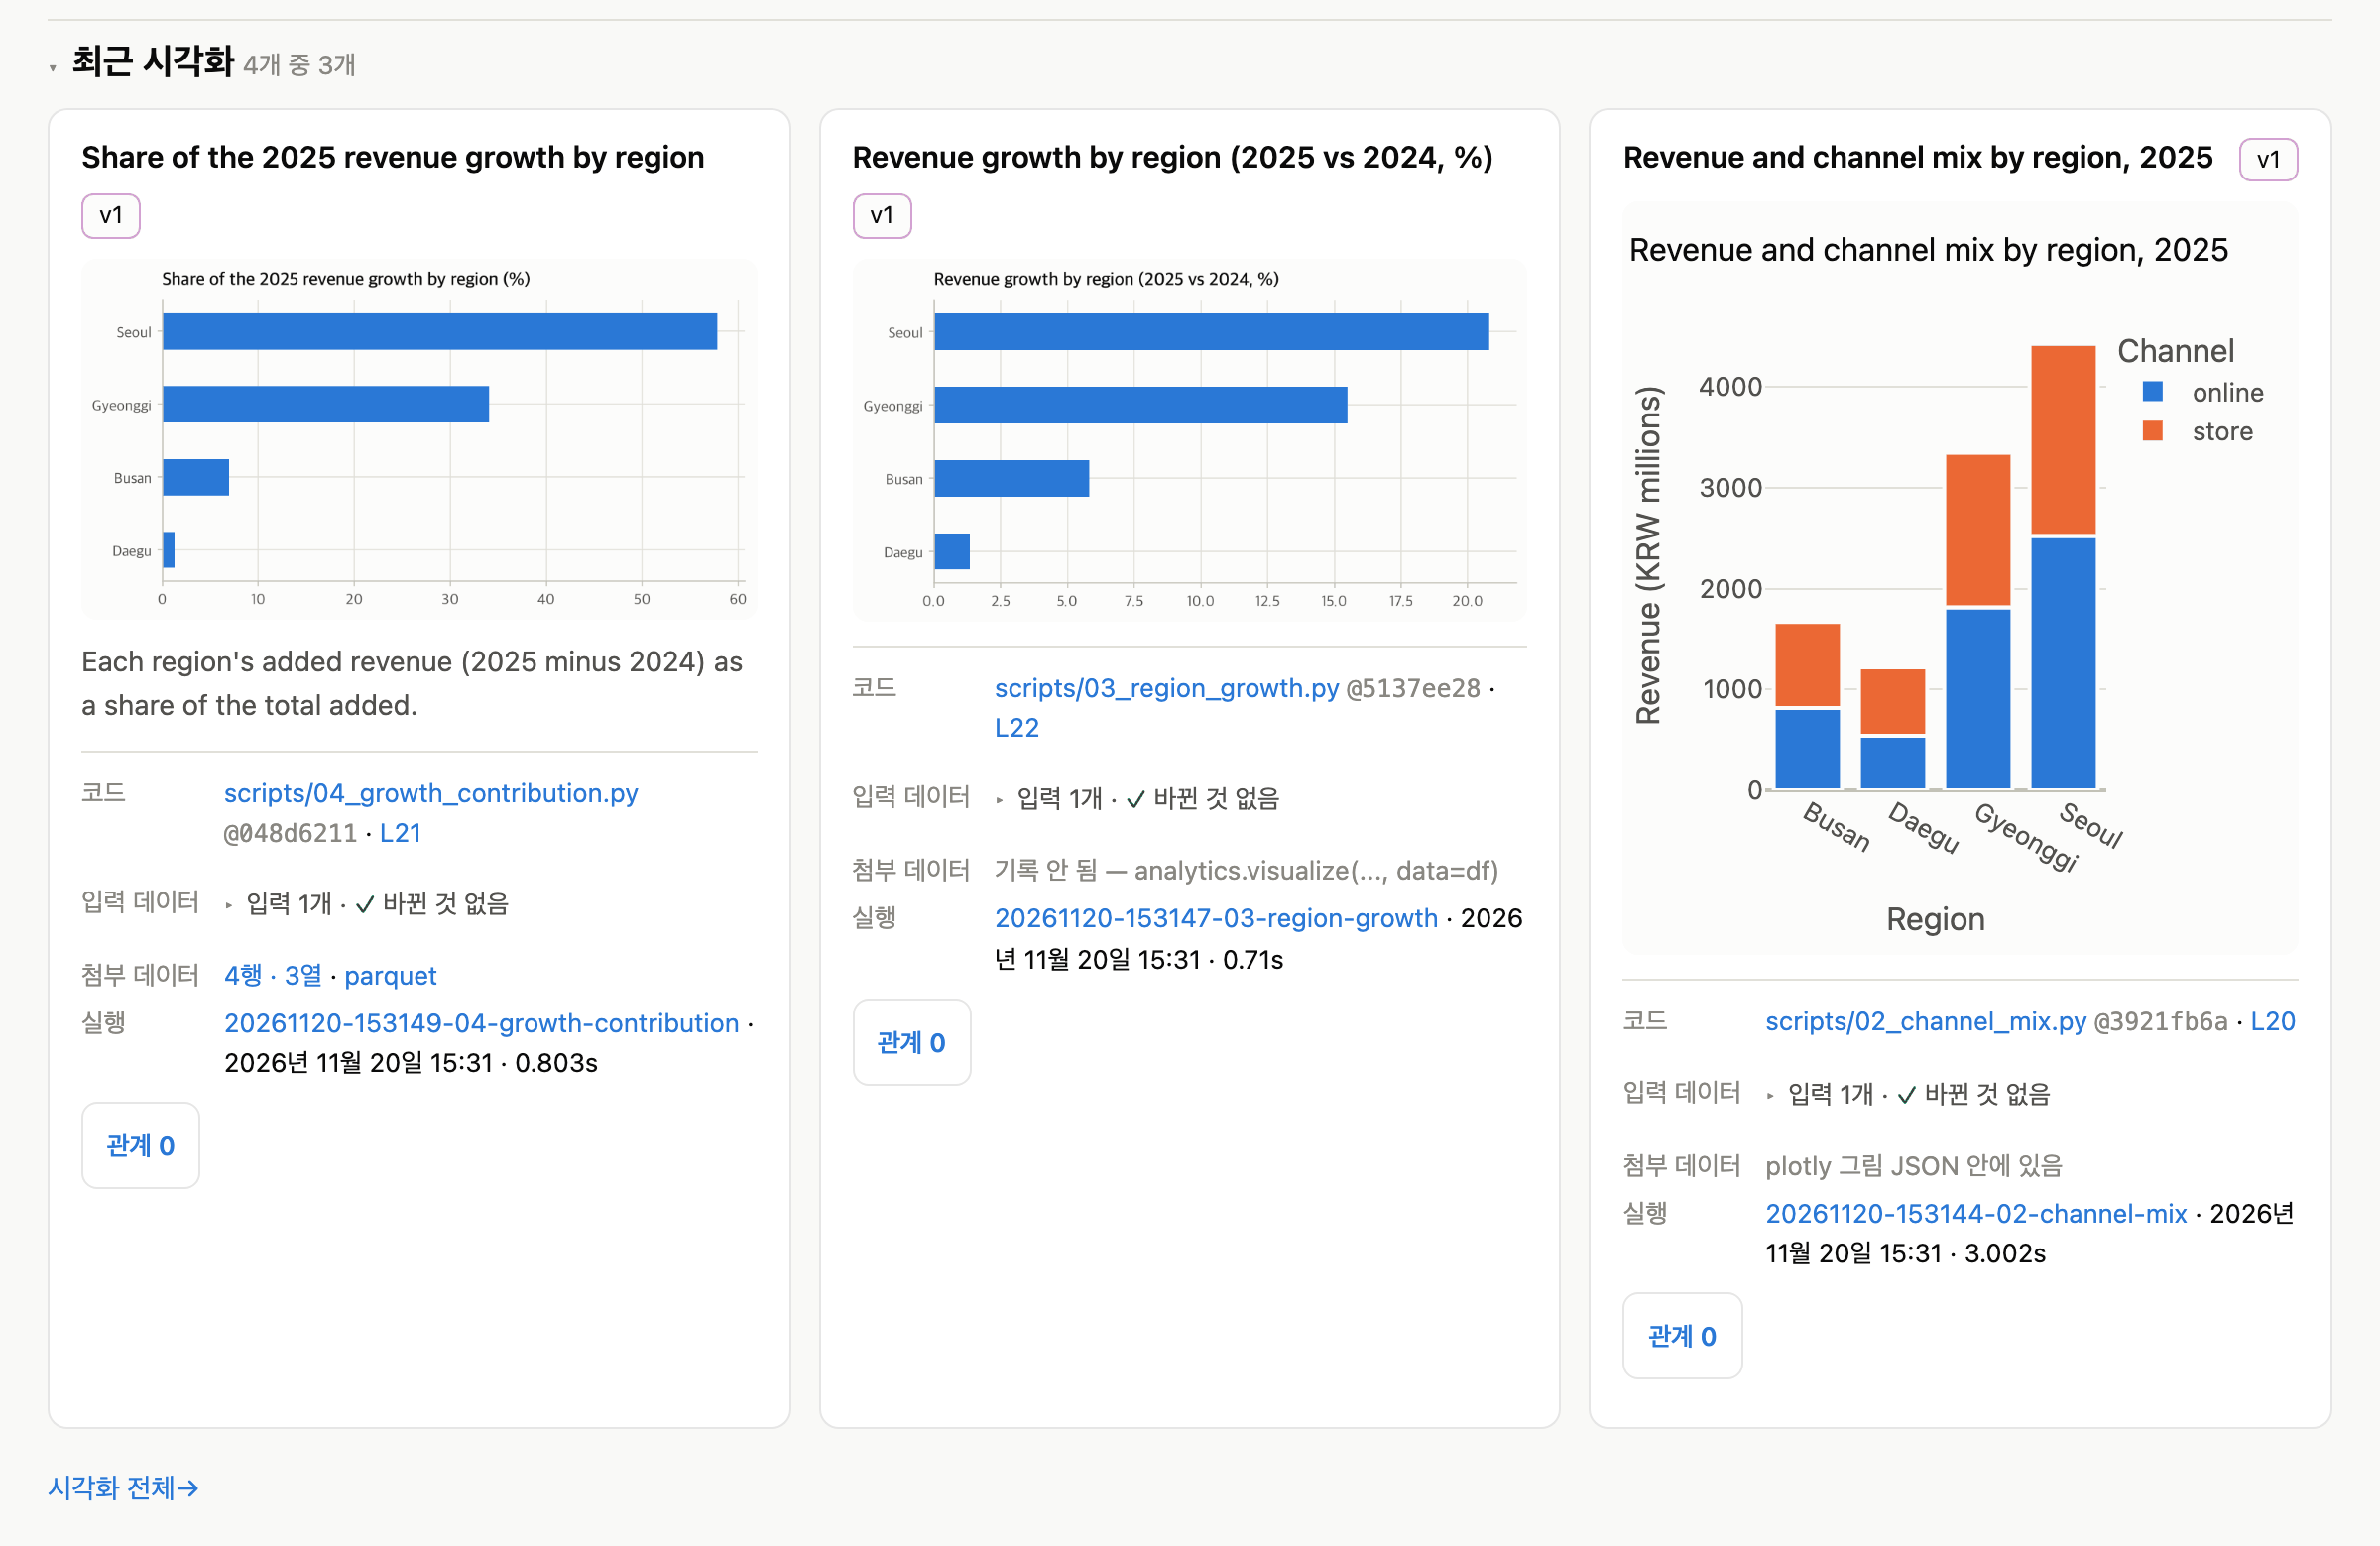 최근 시각화 4개 중 3개
Share of the 2025 revenue growth by region
v1
Share of the 2025 revenue growth by region (%)
Seoul
Gyeonggi
Busan
Daegu
0 10 20 30 40 50 60
Each region's added revenue (2025 minus 2024) as
a share of the total added.
코드 scripts/04_growth_contribution.py
@048d6211 · L21
입력 데이터 ▸ 입력 1개 · ✓ 바뀐 것 없음
첨부 데이터 4행 · 3열 · parquet
실행 20261120-153149-04-growth-contribution ·
2026년 11월 20일 15:31 · 0.803s
관계 0
Revenue growth by region (2025 vs 2024, %)
v1
Revenue growth by region (2025 vs 2024, %)
Seoul
Gyeonggi
Busan
Daegu
0.0 2.5 5.0 7.5 10.0 12.5 15.0 17.5 20.0
코드 scripts/03_region_growth.py @5137ee28 ·
L22
입력 데이터 ▸ 입력 1개 · ✓ 바뀐 것 없음
첨부 데이터 기록 안 됨 — analytics.visualize(..., data=df)
실행 20261120-153147-03-region-growth · 2026
년 11월 20일 15:31 · 0.71s
관계 0
Revenue and channel mix by region, 2025 v1
Revenue and channel mix by region, 2025
Channel
online
store
Revenue (KRW millions)
4000
3000
2000
1000
0
Busan Daegu Gyeonggi Seoul
Region
코드 scripts/02_channel_mix.py @3921fb6a · L20
입력 데이터 ▸ 입력 1개 · ✓ 바뀐 것 없음
첨부 데이터 plotly 그림 JSON 안에 있음
실행 20261120-153144-02-channel-mix · 2026년
11월 20일 15:31 · 3.002s
관계 0
시각화 전체→